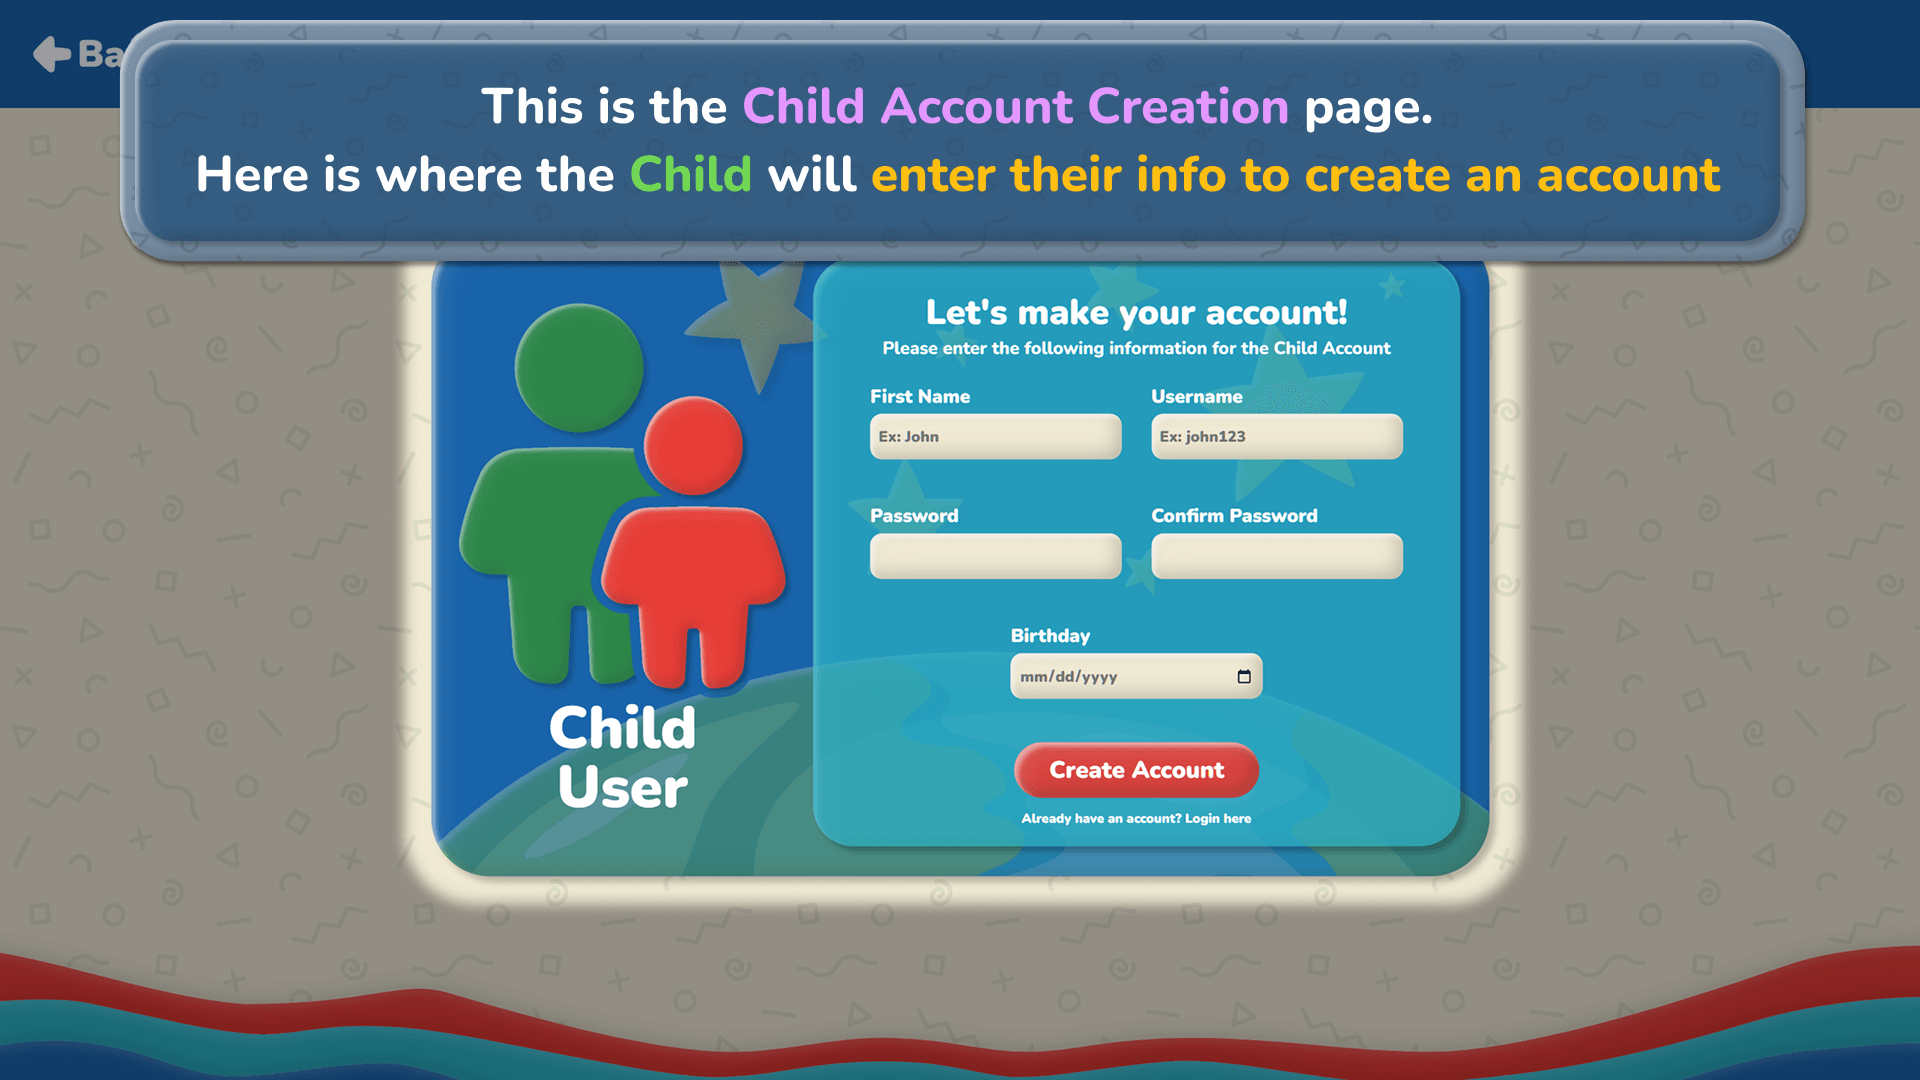 Ba
This is the Child Account Creation page.
Here is where the Child will enter their info to create an account
Let's make your account!
Please enter the following information for the Child Account
First Name
Username
Ex: John
Ex: john123
Password
Confirm Password
Birthday
mm/dd/yyyy
Create Account
Already have an account? Login here
Child
User